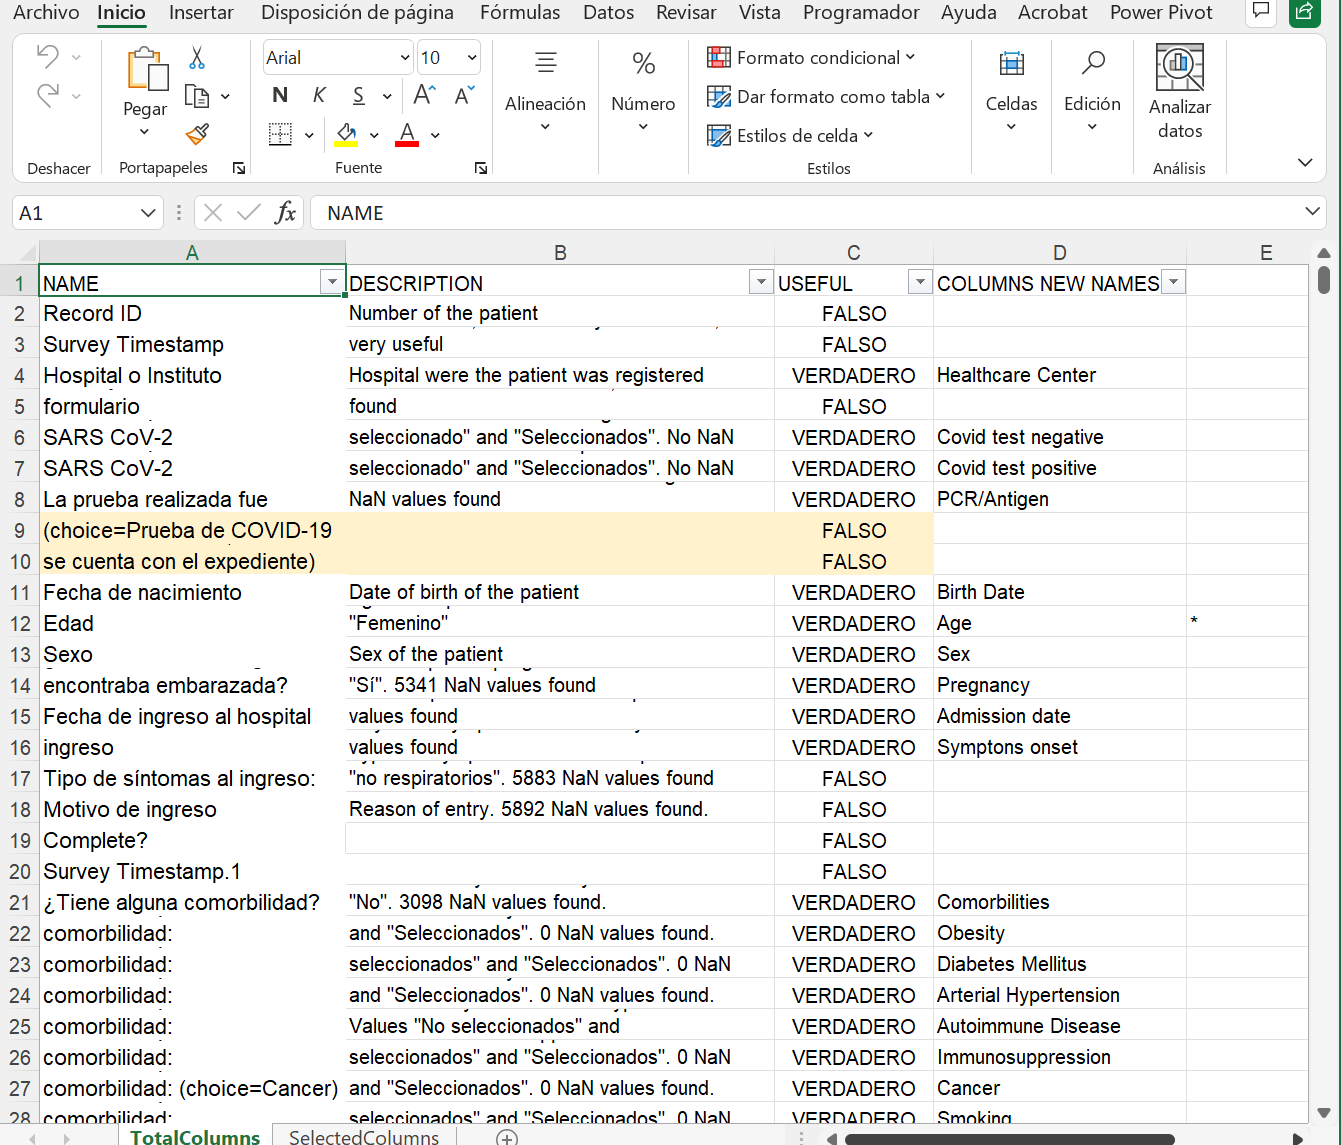 Archivo Inicio Insertar Disposición de página Fórmulas Datos Revisar Vista Programador Ayuda Acrobat Power Pivot
Arial 10
Formato condicional
Pegar
N K S A A
Alineación
%
Número
Dar formato como tabla
Estilos de celda
Celdas
Edición
Analizar
datos
Deshacer Portapapeles Fuente Estilos Análisis
A1 fx NAME
A B C D E
1 NAME DESCRIPTION USEFUL COLUMNS NEW NAMES
2 Record ID Number of the patient FALSO
3 Survey Timestamp very useful FALSO
4 Hospital o Instituto Hospital were the patient was registered VERDADERO Healthcare Center
5 formulario found FALSO
6 SARS CoV-2 seleccionado" and "Seleccionados". No NaN VERDADERO Covid test negative
7 SARS CoV-2 seleccionado" and "Seleccionados". No NaN VERDADERO Covid test positive
8 La prueba realizada fue NaN values found VERDADERO PCR/Antigen
9 (choice=Prueba de COVID-19 FALSO
10 se cuenta con el expediente) FALSO
11 Fecha de nacimiento Date of birth of the patient VERDADERO Birth Date
12 Edad "Femenino" VERDADERO Age *
13 Sexo Sex of the patient VERDADERO Sex
14 encontraba embarazada? "Sí". 5341 NaN values found VERDADERO Pregnancy
15 Fecha de ingreso al hospital values found VERDADERO Admission date
16 ingreso values found VERDADERO Symptons onset
17 Tipo de síntomas al ingreso: "no respiratorios". 5883 NaN values found FALSO
18 Motivo de ingreso Reason of entry. 5892 NaN values found. FALSO
19 Complete? FALSO
20 Survey Timestamp.1 FALSO
21 ¿Tiene alguna comorbilidad? "No". 3098 NaN values found. VERDADERO Comorbilities
22 comorbilidad: and "Seleccionados". 0 NaN values found. VERDADERO Obesity
23 comorbilidad: seleccionados" and "Seleccionados". 0 NaN VERDADERO Diabetes Mellitus
24 comorbilidad: and "Seleccionados". 0 NaN values found. VERDADERO Arterial Hypertension
25 comorbilidad: Values "No seleccionados" and VERDADERO Autoimmune Disease
26 comorbilidad: seleccionados" and "Seleccionados". 0 NaN VERDADERO Immunosuppression
27 comorbilidad: (choice=Cancer) and "Seleccionados". 0 NaN values found. VERDADERO Cancer
28 comorbilidad: seleccionados" and "Seleccionados". 0 NaN VERDADERO Smoking
TotalColumns SelectedColumns